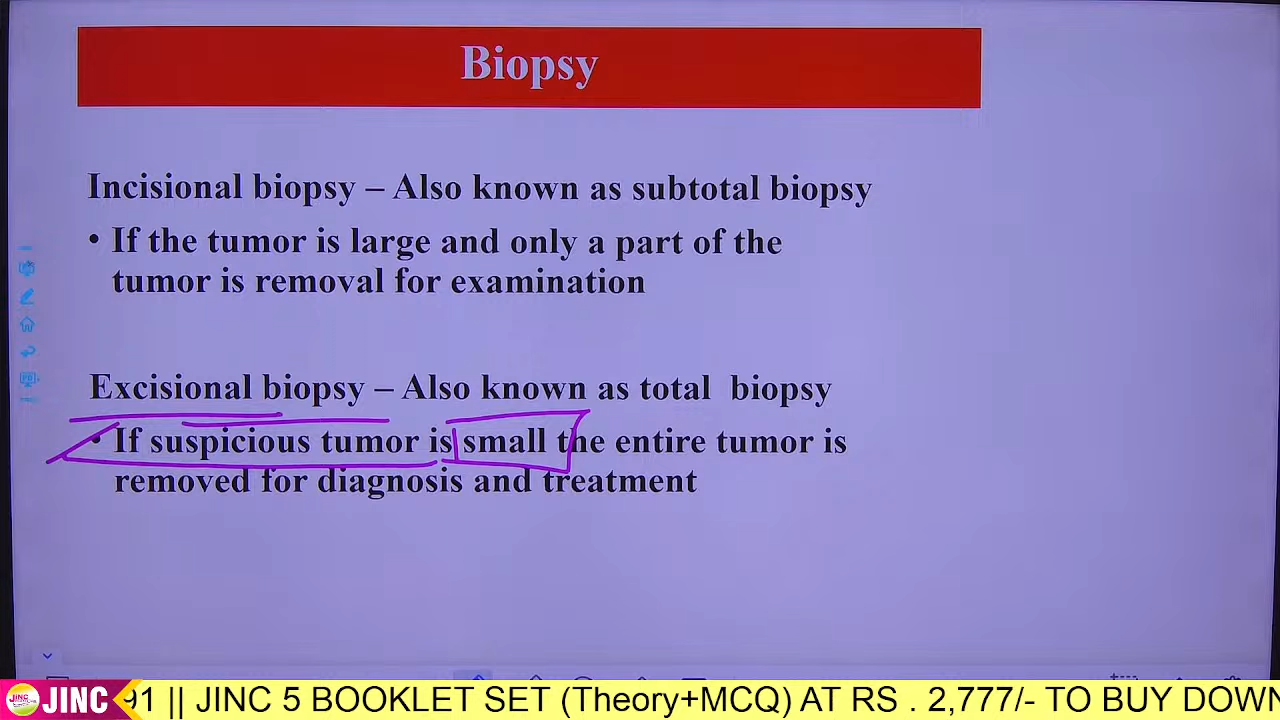 Biopsy
Incisional biopsy – Also known as subtotal biopsy
• If the tumor is large and only a part of the
tumor is removal for examination
Excisional biopsy – Also known as total biopsy
• If suspicious tumor is small the entire tumor is
removed for diagnosis and treatment
JINC 91 || JINC 5 BOOKLET SET (Theory+MCQ) AT RS . 2,777/- TO BUY DOWN